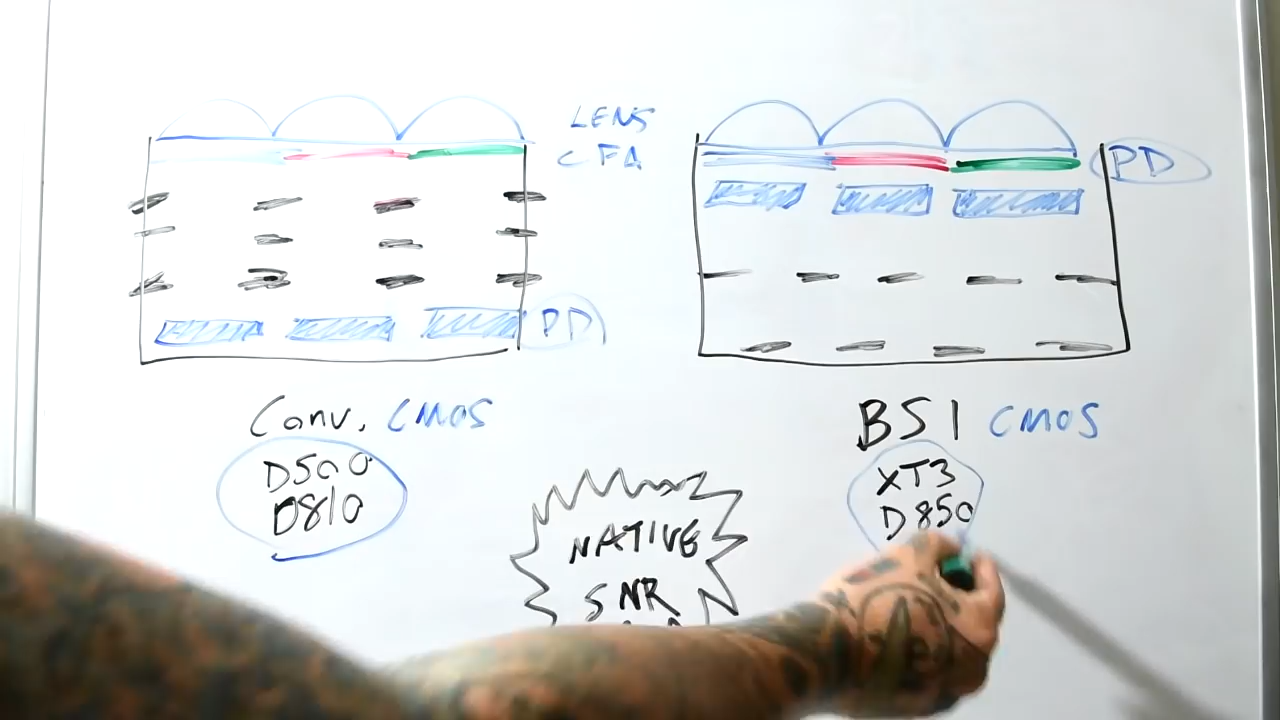 LENS
CFA
PD
PD
Conv. CMOS
D500
D810
BSI CMOS
XT3
D850
NATIVE
SNR